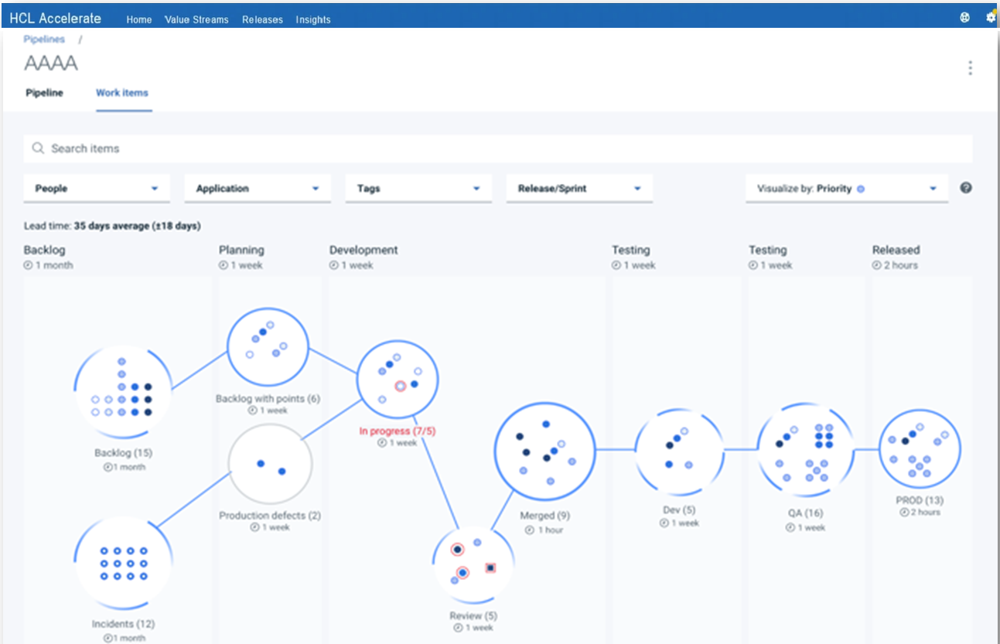 HCL Accelerate Home Value Streams Releases Insights
Pipelines /
AAAA
Pipeline Work items
Search items
People Application Tags Release/Sprint Visualize by: Priority ?
Lead time: 35 days average (±18 days)
Backlog Planning Development Testing Testing Released
1 month 1 week 1 week 1 week 1 week 2 hours
Backlog with points (6)
1 week
In progress (7/5)
1 week
Backlog (15)
1 month
Production defects (2)
1 week
Merged (9)
1 hour
Dev (5)
1 week
QA (16)
1 week
PROD (13)
2 hours
Incidents (12)
1 month
Review (5)
1 week